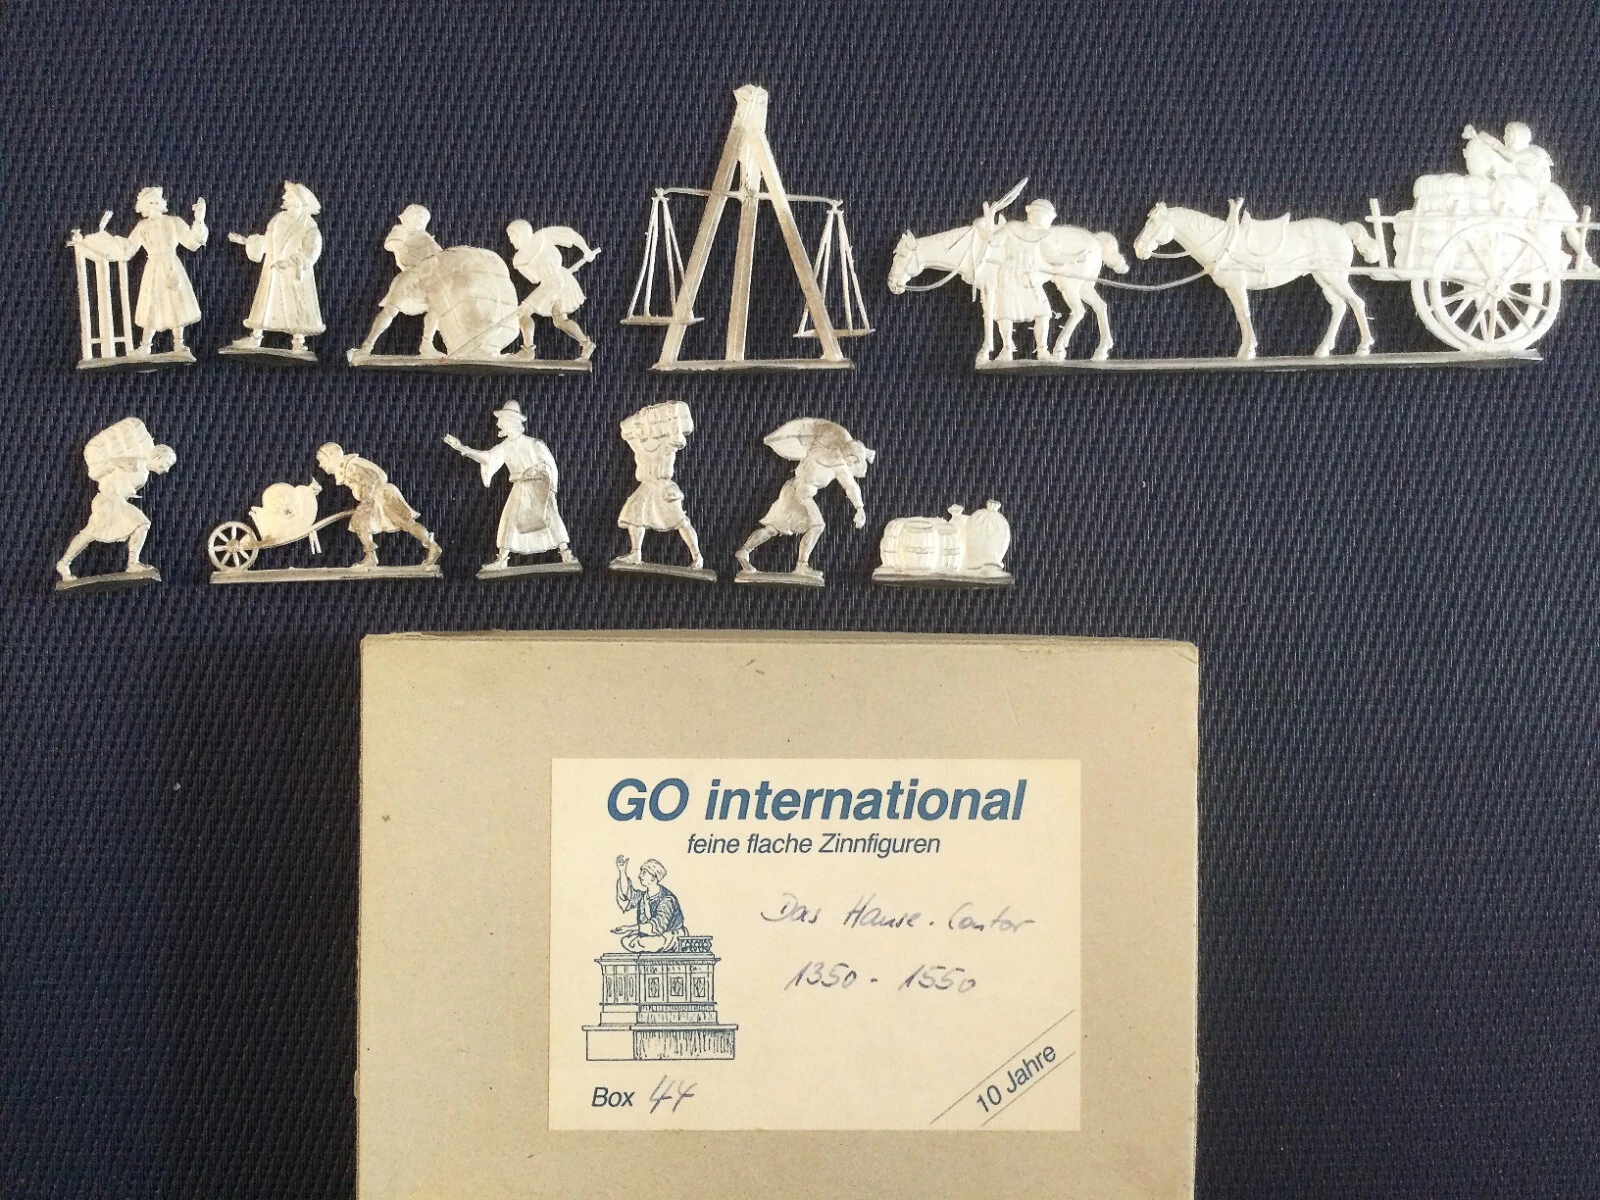 GO international
feine flache Zinnfiguren
Das Hanse-Contor
1350 - 1550
Box 44
10 Jahre